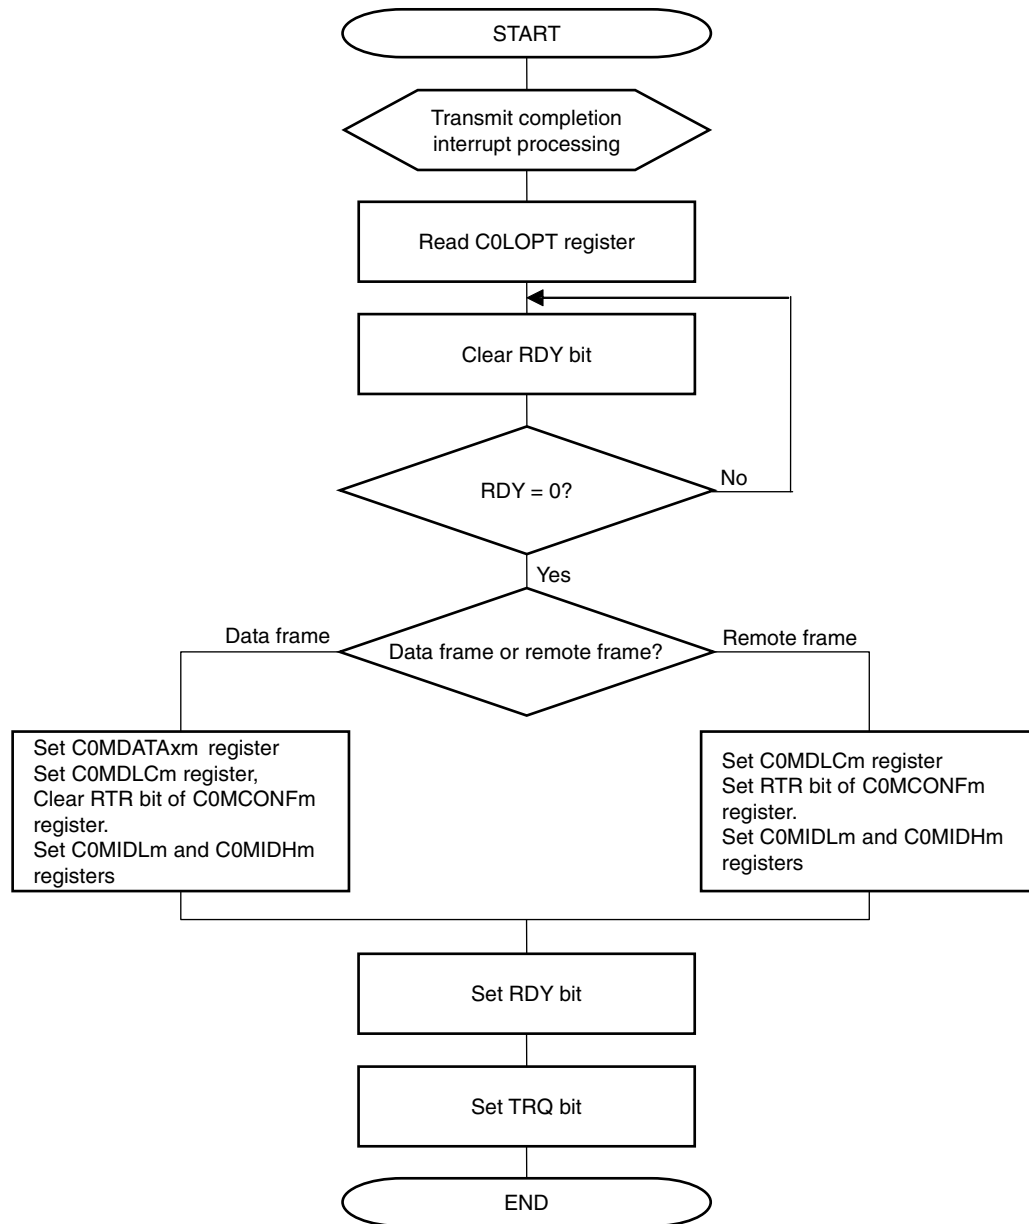 START
Transmit completion
interrupt processing
Read C0LOPT register
Clear RDY bit
RDY = 0?
No
Yes
Data frame
Data frame or remote frame?
Remote frame
Set C0MDATAxm register
Set C0MDLCm register,
Clear RTR bit of C0MCONFm
register.
Set C0MIDLm and C0MIDHm
registers
Set C0MDLCm register
Set RTR bit of C0MCONFm
register.
Set C0MIDLm and C0MIDHm
registers
Set RDY bit
Set TRQ bit
END